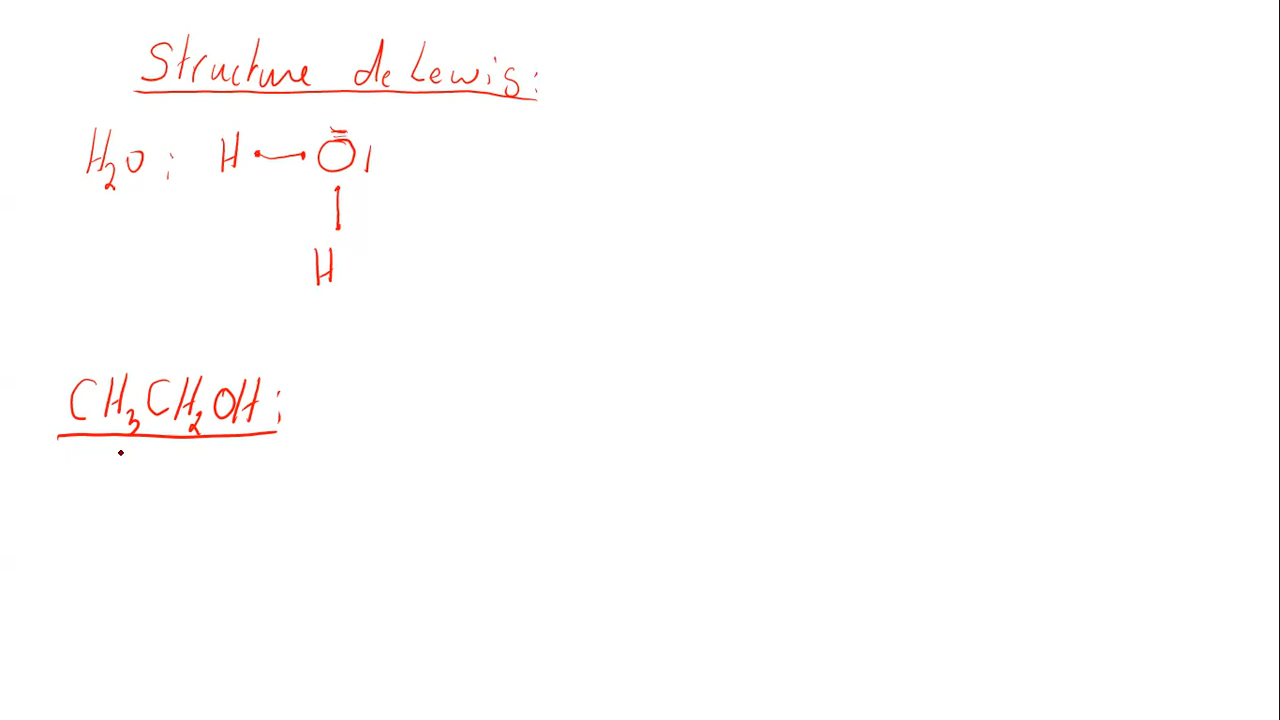 Structure de Lewis :
H₂O : H — O
H
CH₃CH₂OH :